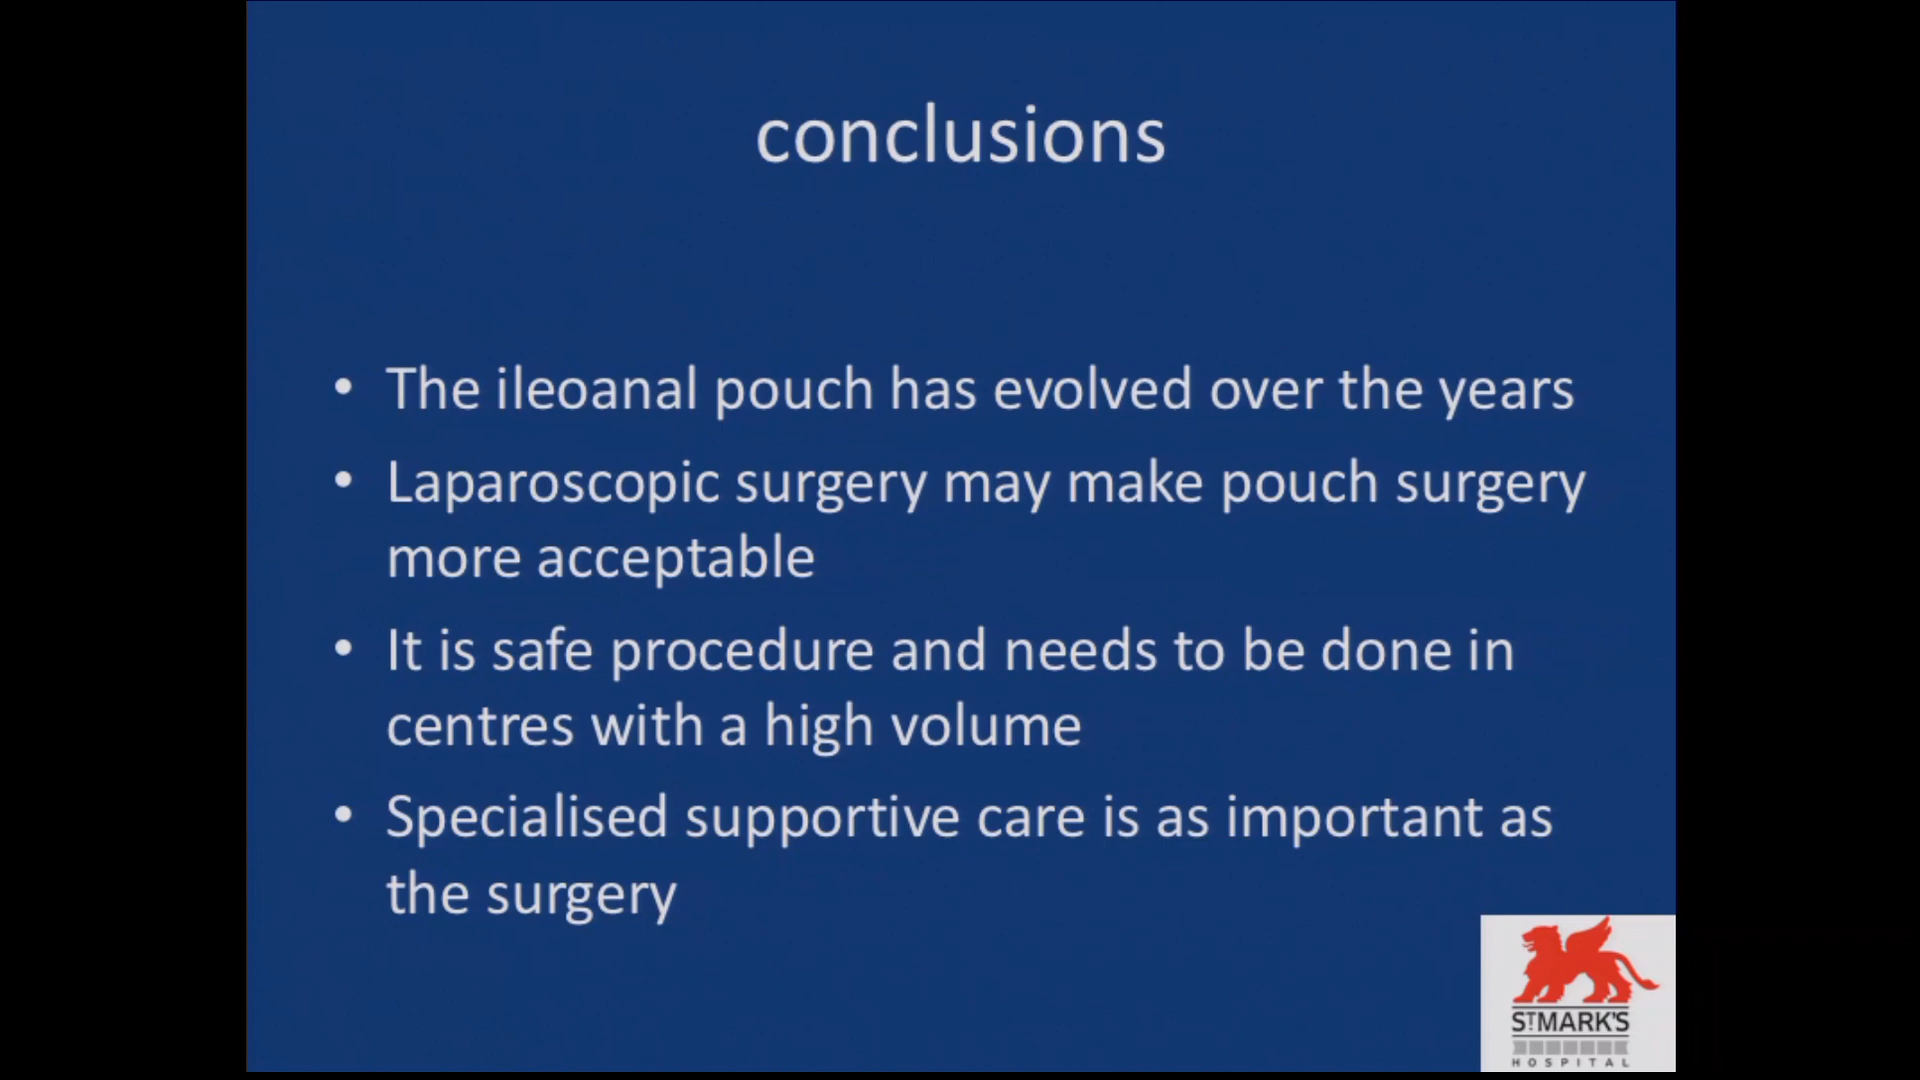 conclusions
• The ileoanal pouch has evolved over the years
• Laparoscopic surgery may make pouch surgery
more acceptable
• It is safe procedure and needs to be done in
centres with a high volume
• Specialised supportive care is as important as
the surgery
ST MARK'S
HOSPITAL